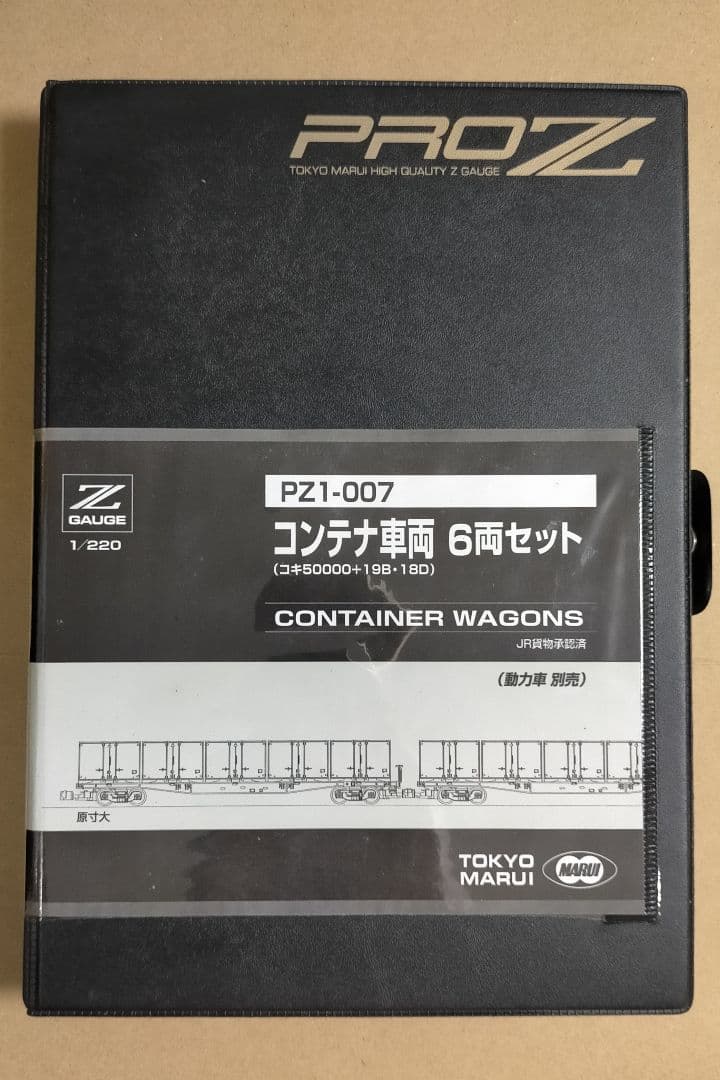 PROZ
TOKYO MARUI HIGH QUALITY Z GAUGE
Z
GAUGE
1/220
PZ1-007
コンテナ車両 6両セット
(コキ50000+19B・18D)
CONTAINER WAGONS
JR貨物承認済
(動力車 別売)
原寸大
TOKYO
MARUI
MARUI